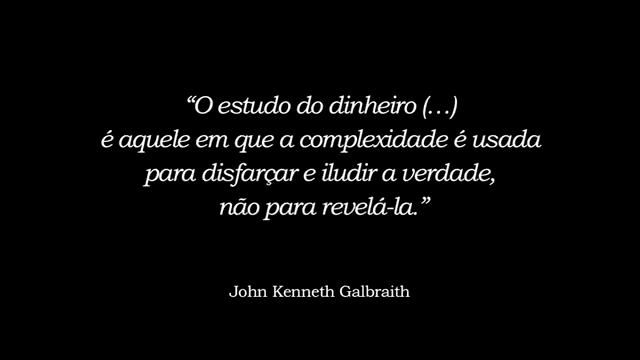 “O estudo do dinheiro (...)
é aquele em que a complexidade é usada
para disfarçar e iludir a verdade,
não para revelá-la.”
John Kenneth Galbraith